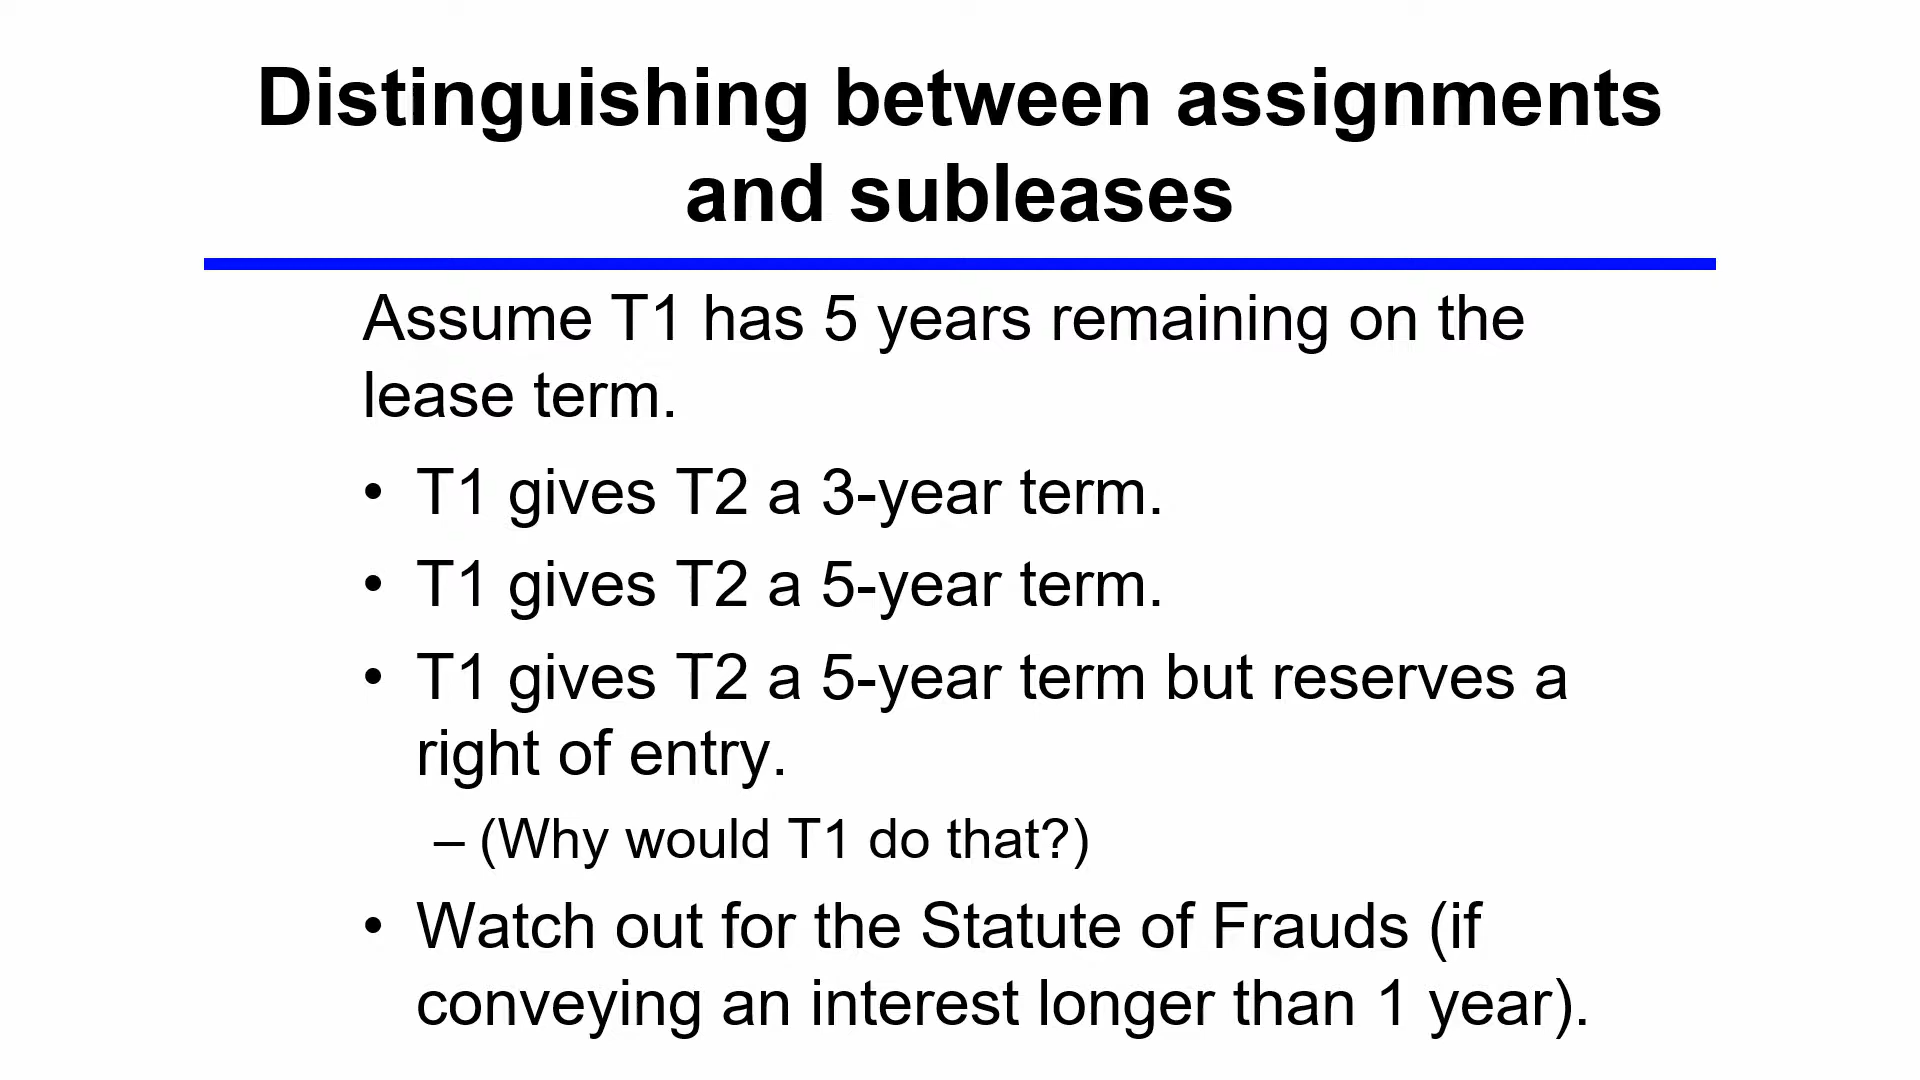 Distinguishing between assignments
and subleases
Assume T1 has 5 years remaining on the
lease term.
• T1 gives T2 a 3-year term.
• T1 gives T2 a 5-year term.
• T1 gives T2 a 5-year term but reserves a
right of entry.
– (Why would T1 do that?)
• Watch out for the Statute of Frauds (if
conveying an interest longer than 1 year).